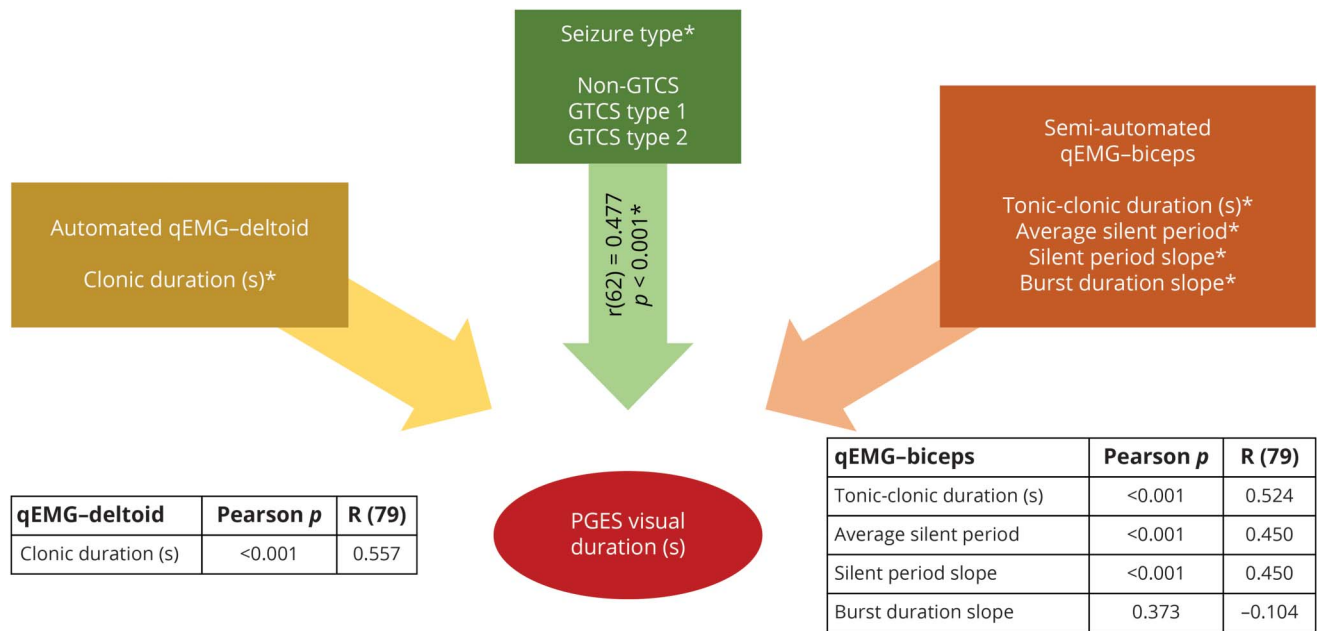 Seizure type*
Non-GTCS
GTCS type 1
GTCS type 2
Automated qEMG–deltoid
Clonic duration (s)*
Semi-automated
qEMG–biceps
Tonic-clonic duration (s)*
Average silent period*
Silent period slope*
Burst duration slope*
r(62) = 0.477
p < 0.001*
PGES visual
duration (s)
qEMG–deltoid Pearson p R (79)
Clonic duration (s) <0.001 0.557
qEMG–biceps Pearson p R (79)
Tonic-clonic duration (s) <0.001 0.524
Average silent period <0.001 0.450
Silent period slope <0.001 0.450
Burst duration slope 0.373 –0.104